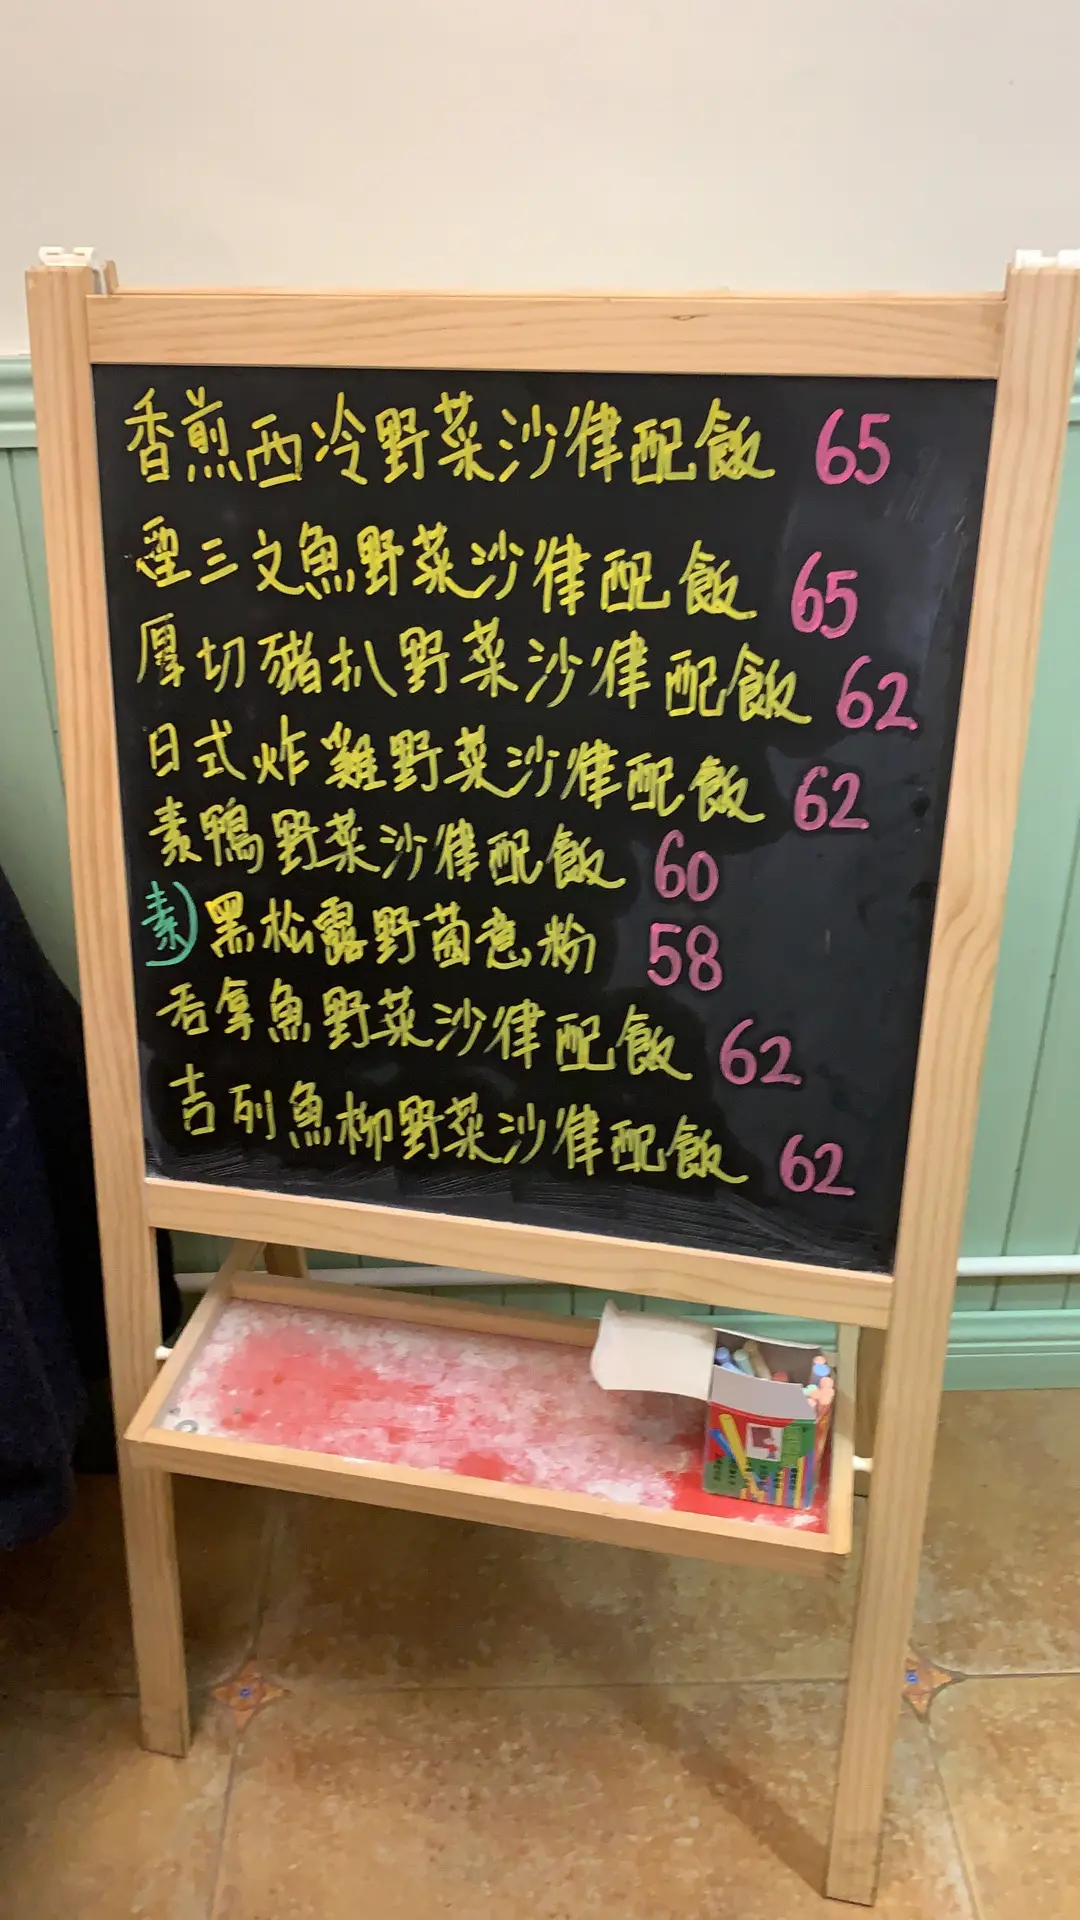 香煎西冷野菜沙律配飯 65
三文魚野菜沙律配飯 65
厚切豬扒野菜沙律配飯 62
日式炸雞野菜沙律配飯 62
素鴨野菜沙律配飯 60
素)黑松露野菌意粉 58
吞拿魚野菜沙律配飯 62
吉列魚柳野菜沙律配飯 62